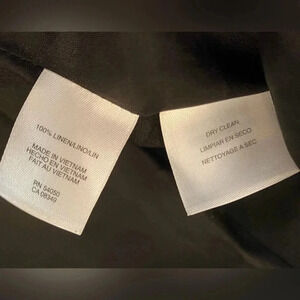 100% LINEN/LINO/LIN
MADE IN VIETNAM
HECHO EN VIETNAM
FAIT AU VIETNAM
RN 54050
CA 08949
DRY CLEAN
LIMPIAR EN SECO
NETTOYAGE A SEC